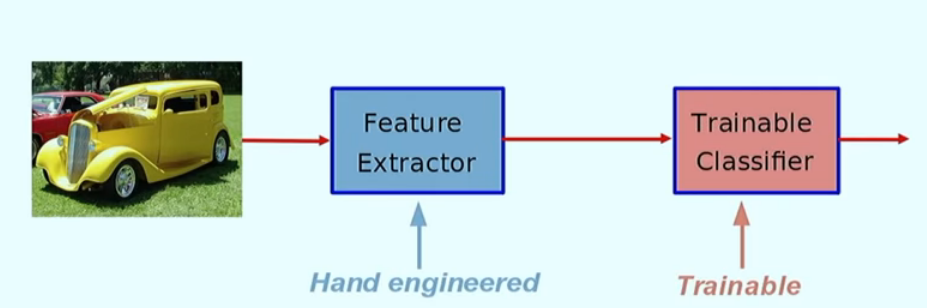 Feature
Extractor
Trainable
Classifier
Hand engineered
Trainable